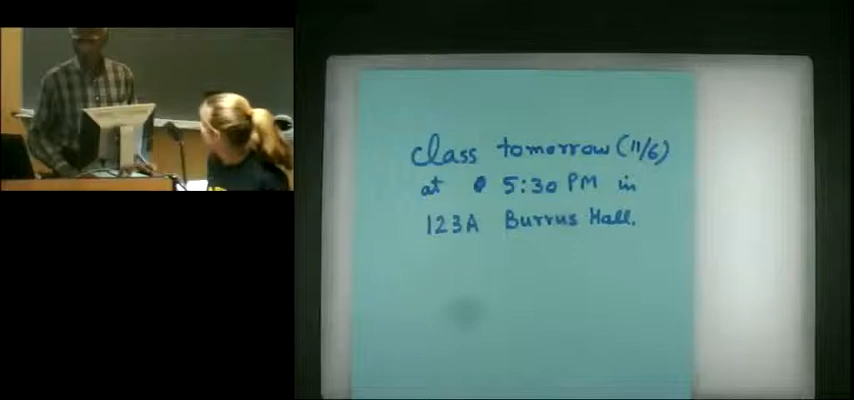 class tomorrow (11/6)
at 5:30 PM in
123A Burrus Hall.